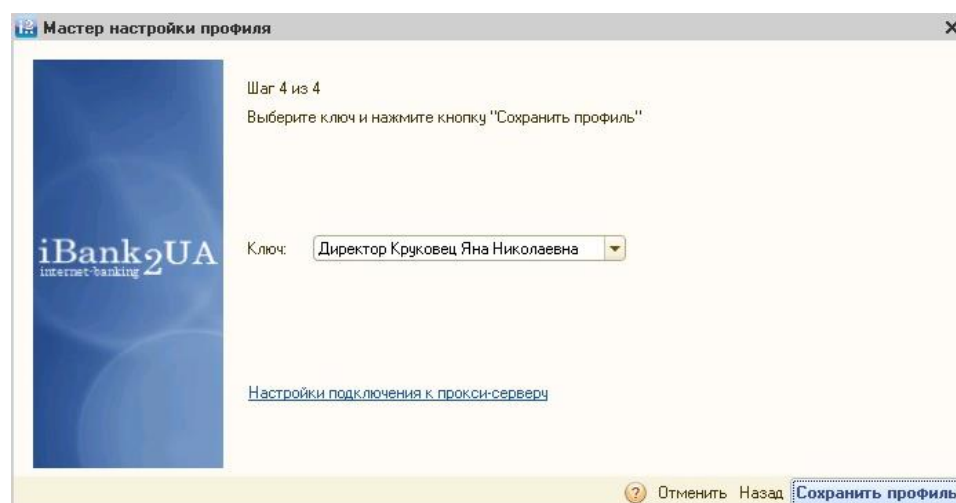 Мастер настройки профиля
Шаг 4 из 4
Выберите ключ и нажмите кнопку "Сохранить профиль"
iBank2UA
internet-banking
Ключ: Директор Круковец Яна Николаевна
Настройки подключения к прокси-серверу
? Отменить Назад Сохранить профиль